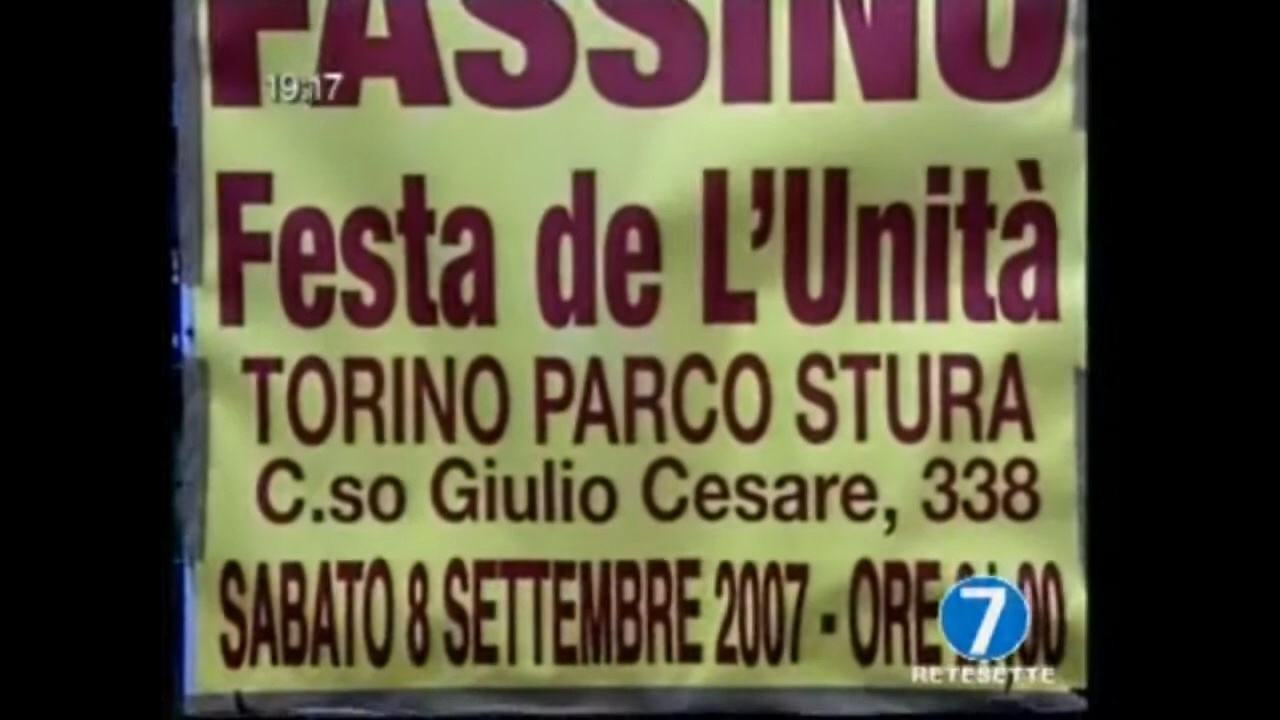 FASSINO
19:17
Festa de L'Unità
TORINO PARCO STURA
C.so Giulio Cesare, 338
SABATO 8 SETTEMBRE 2007 - ORE
7
RETESETTE